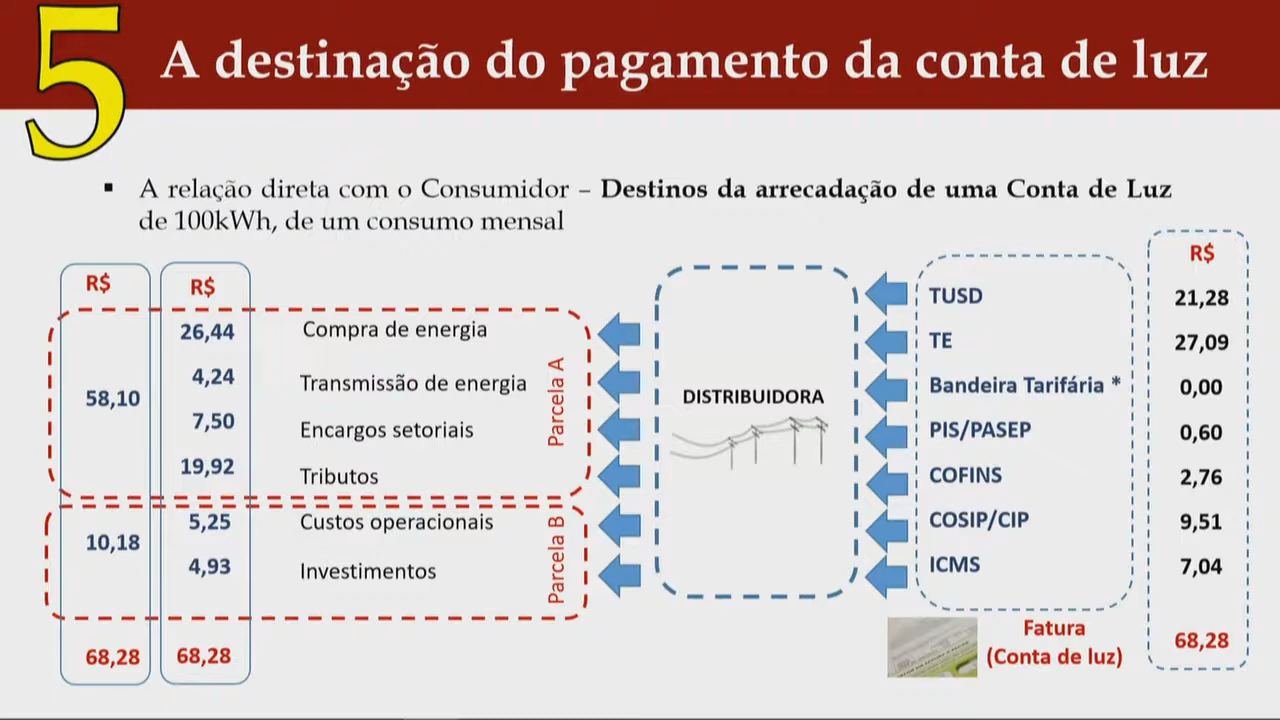 5
A destinação do pagamento da conta de luz
▪ A relação direta com o Consumidor – Destinos da arrecadação de uma Conta de Luz
de 100kWh, de um consumo mensal
R$
58,10
10,18
68,28
R$
26,44 Compra de energia
4,24 Transmissão de energia
7,50 Encargos setoriais
19,92 Tributos
Parcela A
5,25 Custos operacionais
4,93 Investimentos
Parcela B
68,28
DISTRIBUIDORA
R$
TUSD 21,28
TE 27,09
Bandeira Tarifária * 0,00
PIS/PASEP 0,60
COFINS 2,76
COSIP/CIP 9,51
ICMS 7,04
Fatura
(Conta de luz)
68,28